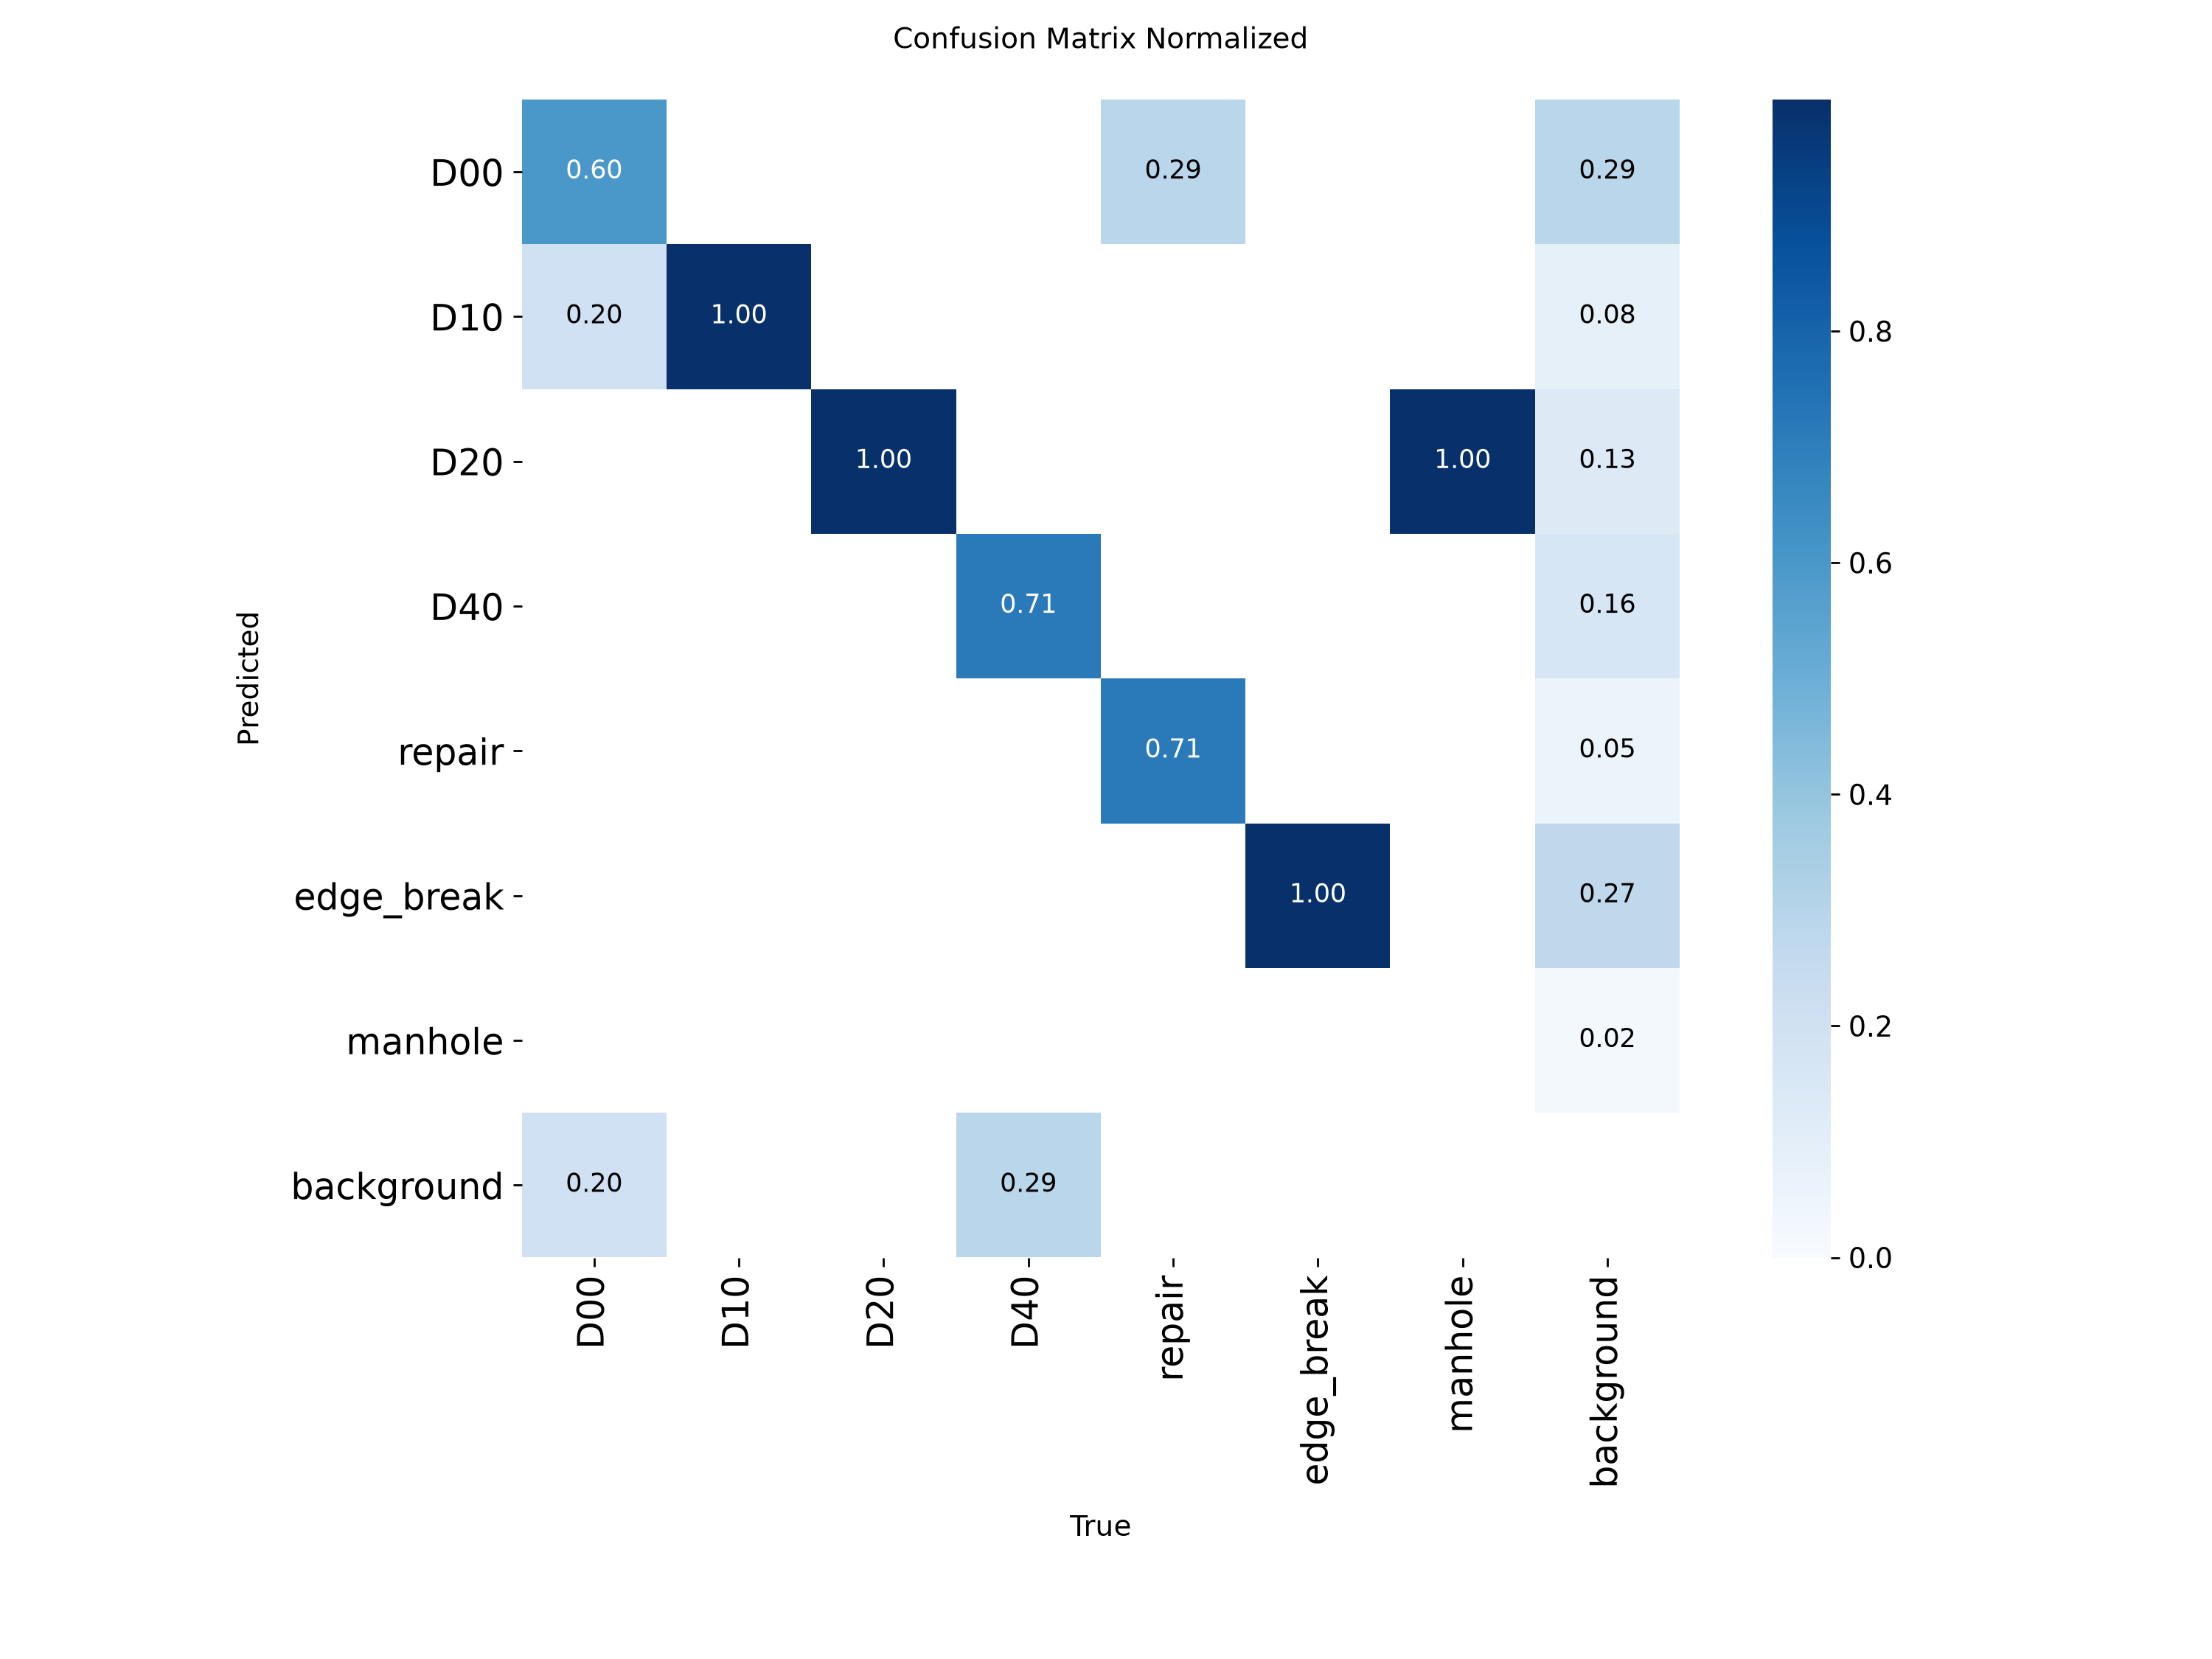 Confusion Matrix Normalized
D00
0.60
0.29
0.29
D10
0.20
1.00
0.08
0.8
D20
1.00
1.00
0.13
0.6
D40
0.71
0.16
Predicted
repair
0.71
0.05
0.4
edge_break
1.00
0.27
0.2
manhole
0.02
background
0.20
0.29
0.0
D00
D10
D20
D40
repair
edge_break
manhole
background
True